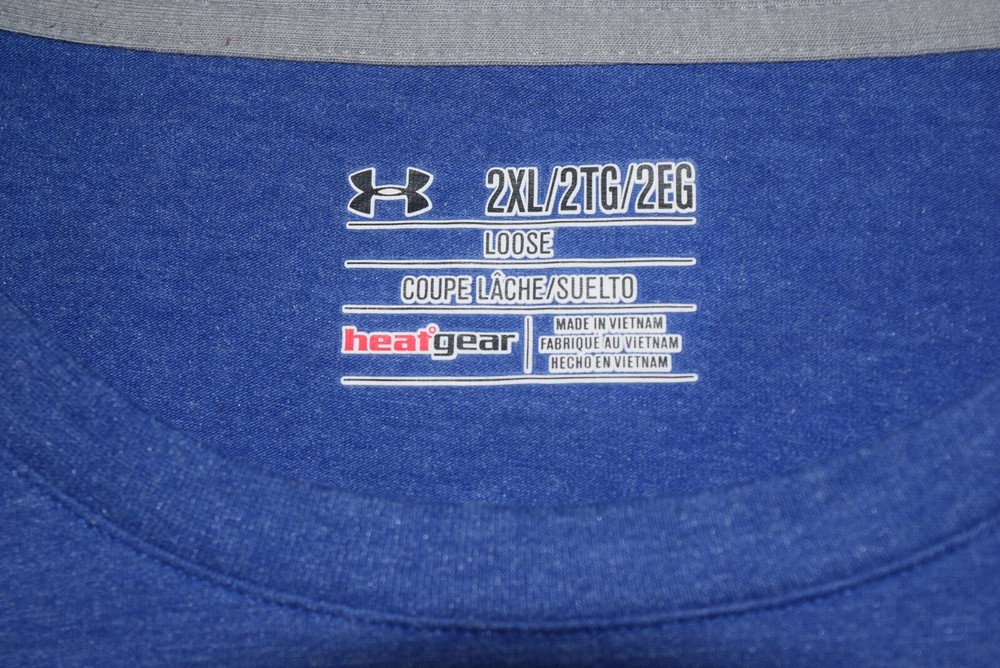 2XL/2TG/2EG
LOOSE
COUPE LÂCHE/SUELTO
heatgear
MADE IN VIETNAM
FABRIQUÉ AU VIETNAM
HECHO EN VIETNAM